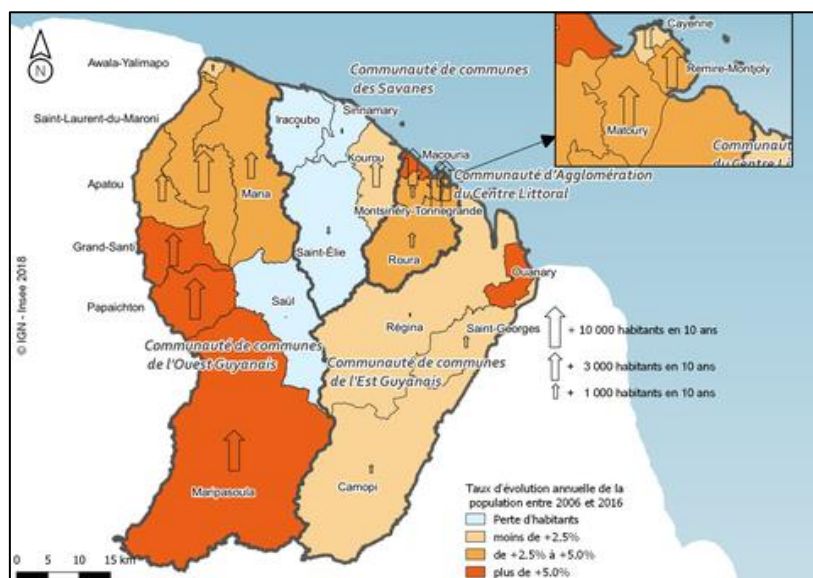 N
Awala-Yalimapo
Saint-Laurent-du-Maroni
Apatou
Grand-Santi
Papaïchton
© IGN - Insee 2018
Communauté de communes
des Savanes
Iracoubo
Sinnamary
Kourou
Macouria
Mana
Communauté d'Agglomération
du Centre Littoral
Montsinéry-Tonnegrande
Saint-Élie
Roura
Saül
Ouanary
Régina
Saint-Georges
Communauté de communes
de l'Ouest Guyanais
Communauté de communes
de l'Est Guyanais
Maripasoula
Camopi
Cayenne
Remire-Montjoly
Matoury
Communaut
du Centre Li
+ 10 000 habitants en 10 ans
+ 3 000 habitants en 10 ans
+ 1 000 habitants en 10 ans
Taux d'évolution annuelle de la
population entre 2006 et 2016
Perte d'habitants
moins de +2.5%
de +2.5% à +5.0%
plus de +5.0%
0 5 10 15 km